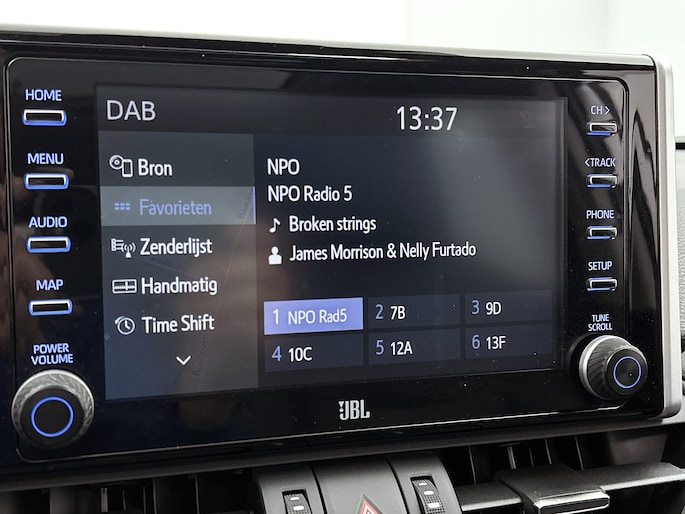 HOME
MENU
AUDIO
MAP
POWER
VOLUME
DAB
13:37
Bron
Favorieten
Zenderlijst
Handmatig
Time Shift
NPO
NPO Radio 5
Broken strings
James Morrison & Nelly Furtado
1 NPO Rad5
2 7B
3 9D
4 10C
5 12A
6 13F
JBL
CH >
< TRACK
PHONE
SETUP
TUNE
SCROLL